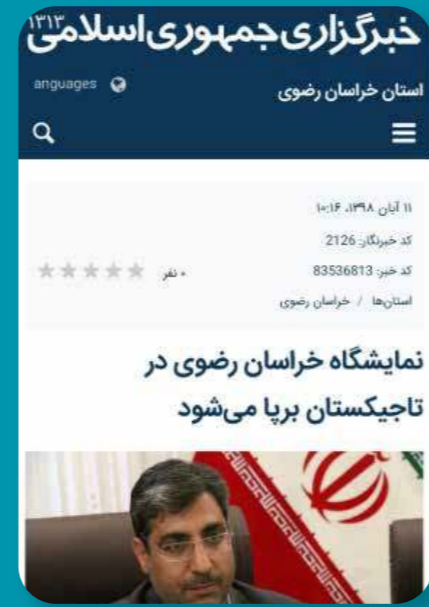 خبرگزاری جمهوری اسلامی ۱۳۱۳
anguages
استان خراسان رضوی
۱۱ آبان ۱۳۹۸، ۱۰:۱۶
کد خبرنگار: 2126
کد خبر: 83536813
۰ نفر
استان‌ها / خراسان رضوی
نمایشگاه خراسان رضوی در
تاجیکستان برپا می‌شود